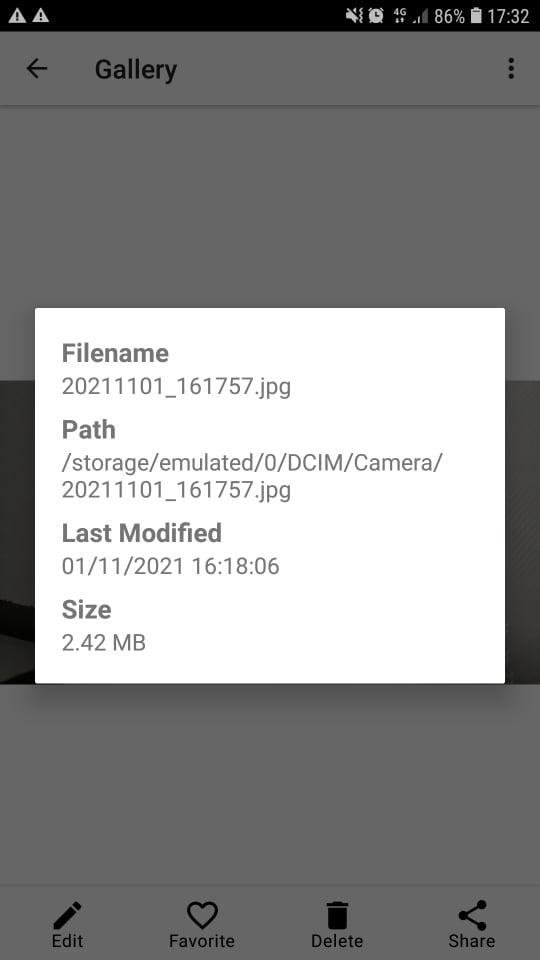 4G 86% 17:32
Gallery
Filename
20211101_161757.jpg
Path
/storage/emulated/0/DCIM/Camera/
20211101_161757.jpg
Last Modified
01/11/2021 16:18:06
Size
2.42 MB
Edit Favorite Delete Share